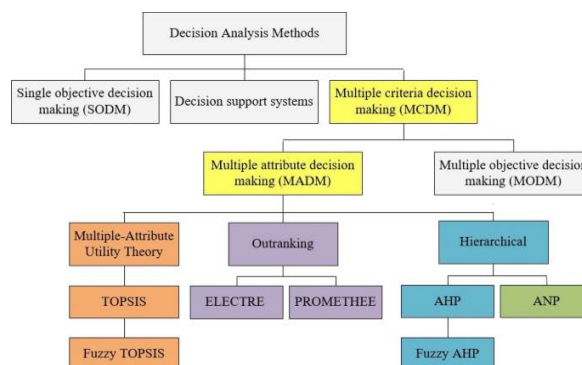 Decision Analysis Methods
Single objective decision
making (SODM)
Decision support systems
Multiple criteria decision
making (MCDM)
Multiple attribute decision
making (MADM)
Multiple objective decision
making (MODM)
Multiple-Attribute
Utility Theory
Outranking
Hierarchical
TOPSIS
ELECTRE
PROMETHEE
AHP
ANP
Fuzzy TOPSIS
Fuzzy AHP